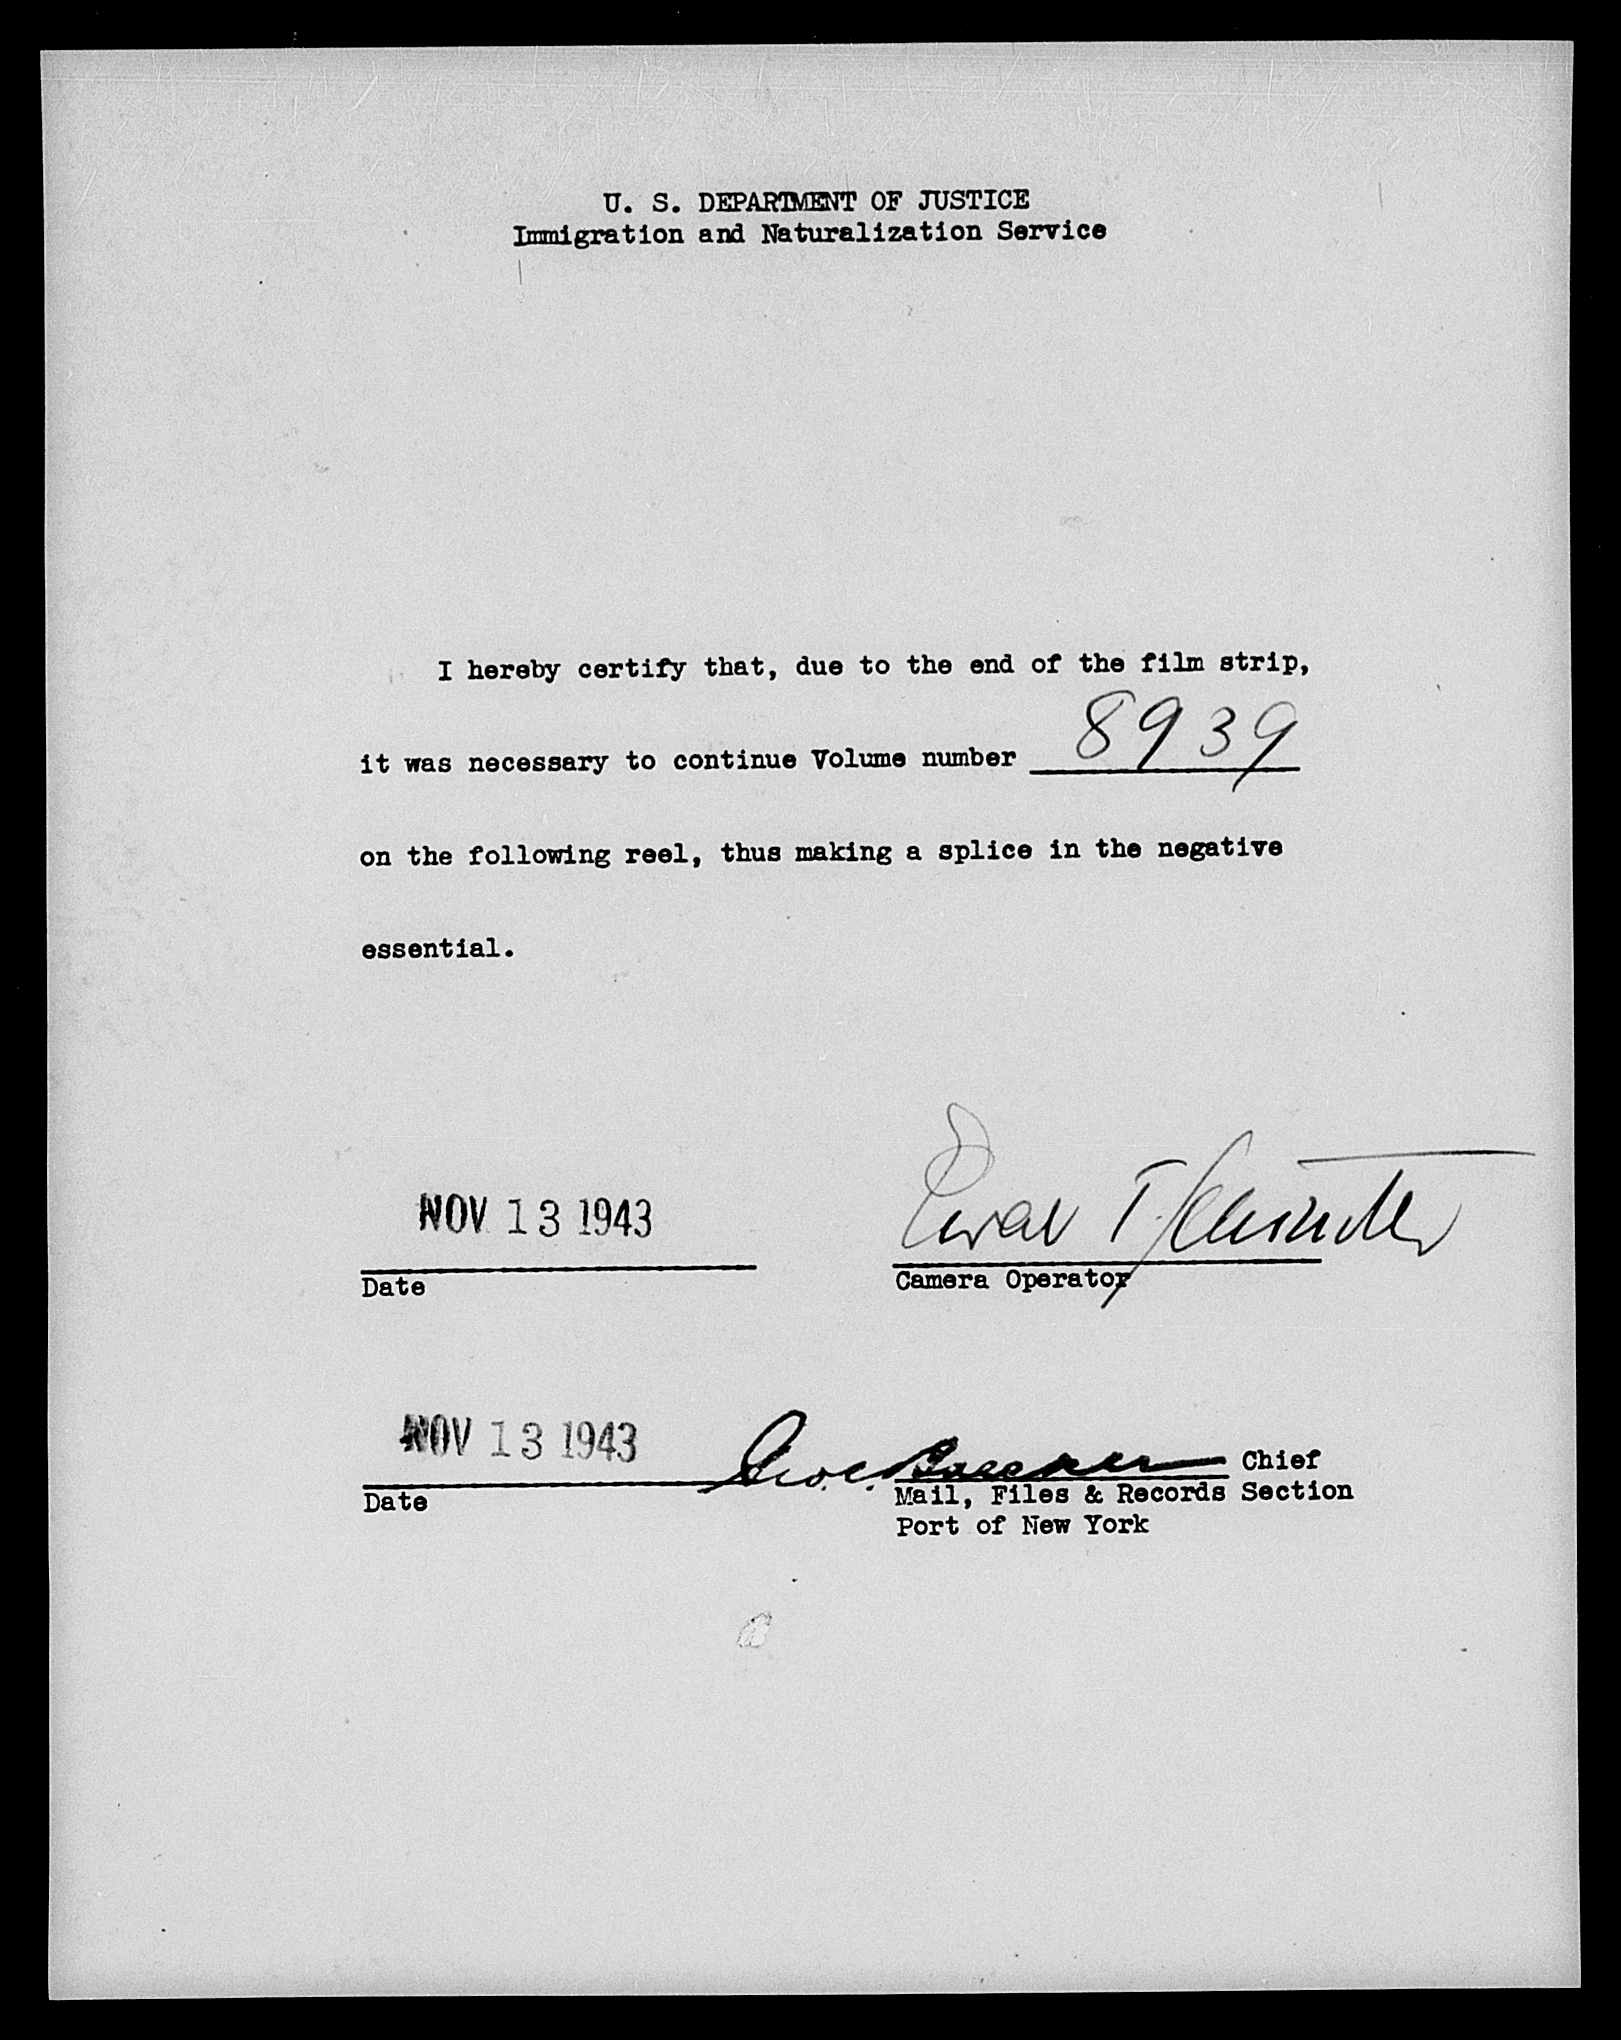 U. S. DEPARTMENT OF JUSTICE
Immigration and Naturalization Service
I hereby certify that, due to the end of the film strip,
it was necessary to continue Volume number 8939
on the following reel, thus making a splice in the negative
essential.
NOV 13 1943
Date
Camera Operator
NOV 13 1943
Date
Geo. C. Chief
Mail, Files & Records Section
Port of New York